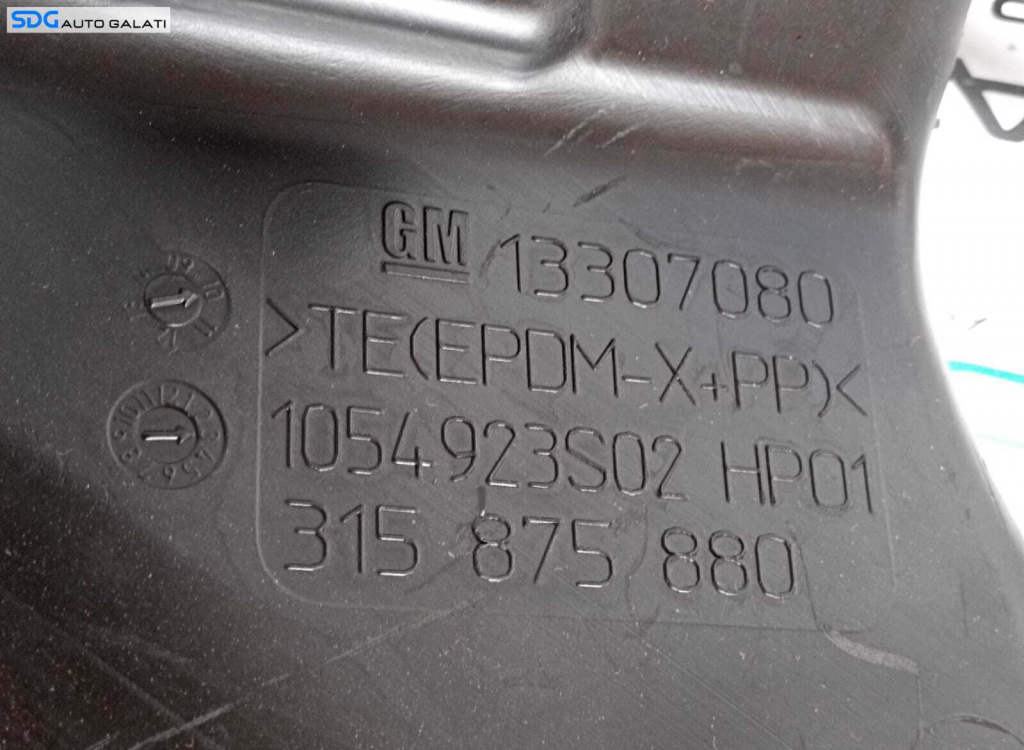 SDG AUTO GALATI
GM 13307080
>TE(EPDM-X+PP)<
1054923S02 HP01
315 875 880